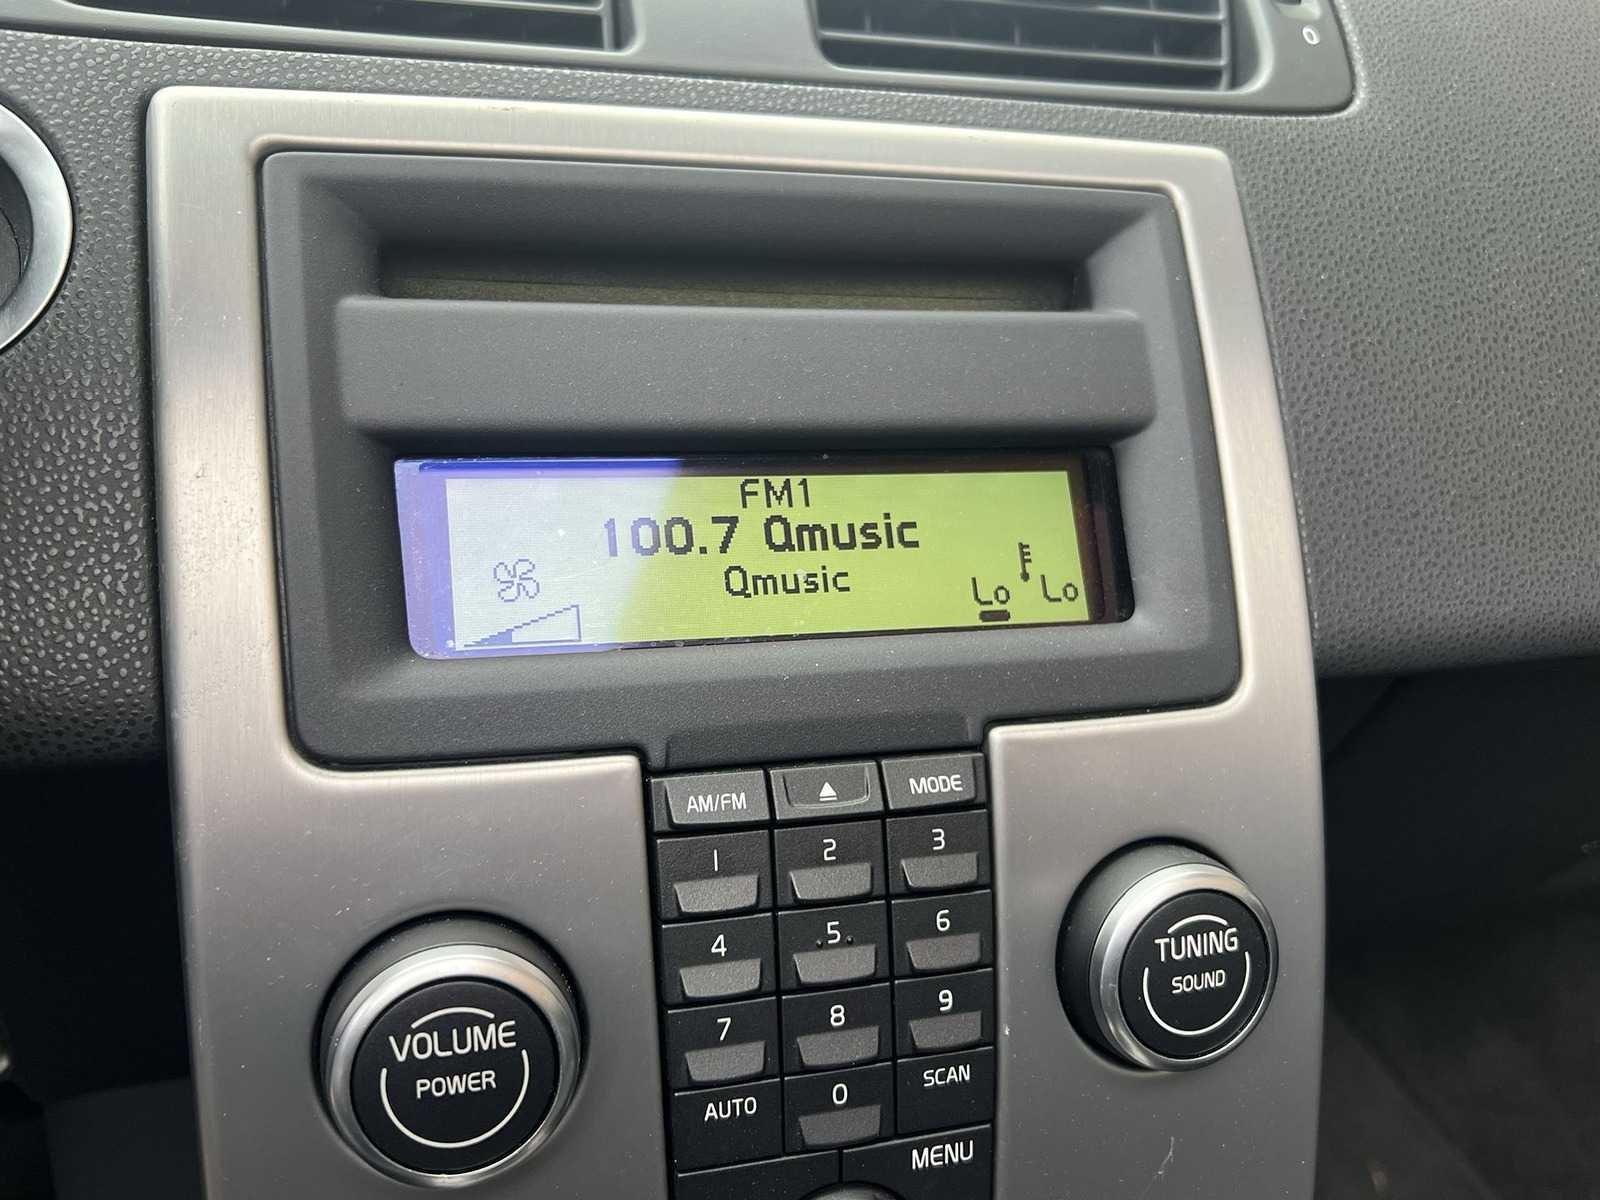 0
FM1
100.7 Qmusic
Qmusic
Lo Lo
AM/FM MODE
1 2 3
4 5 6
7 8 9
AUTO 0 SCAN
MENU
VOLUME
POWER
TUNING
SOUND